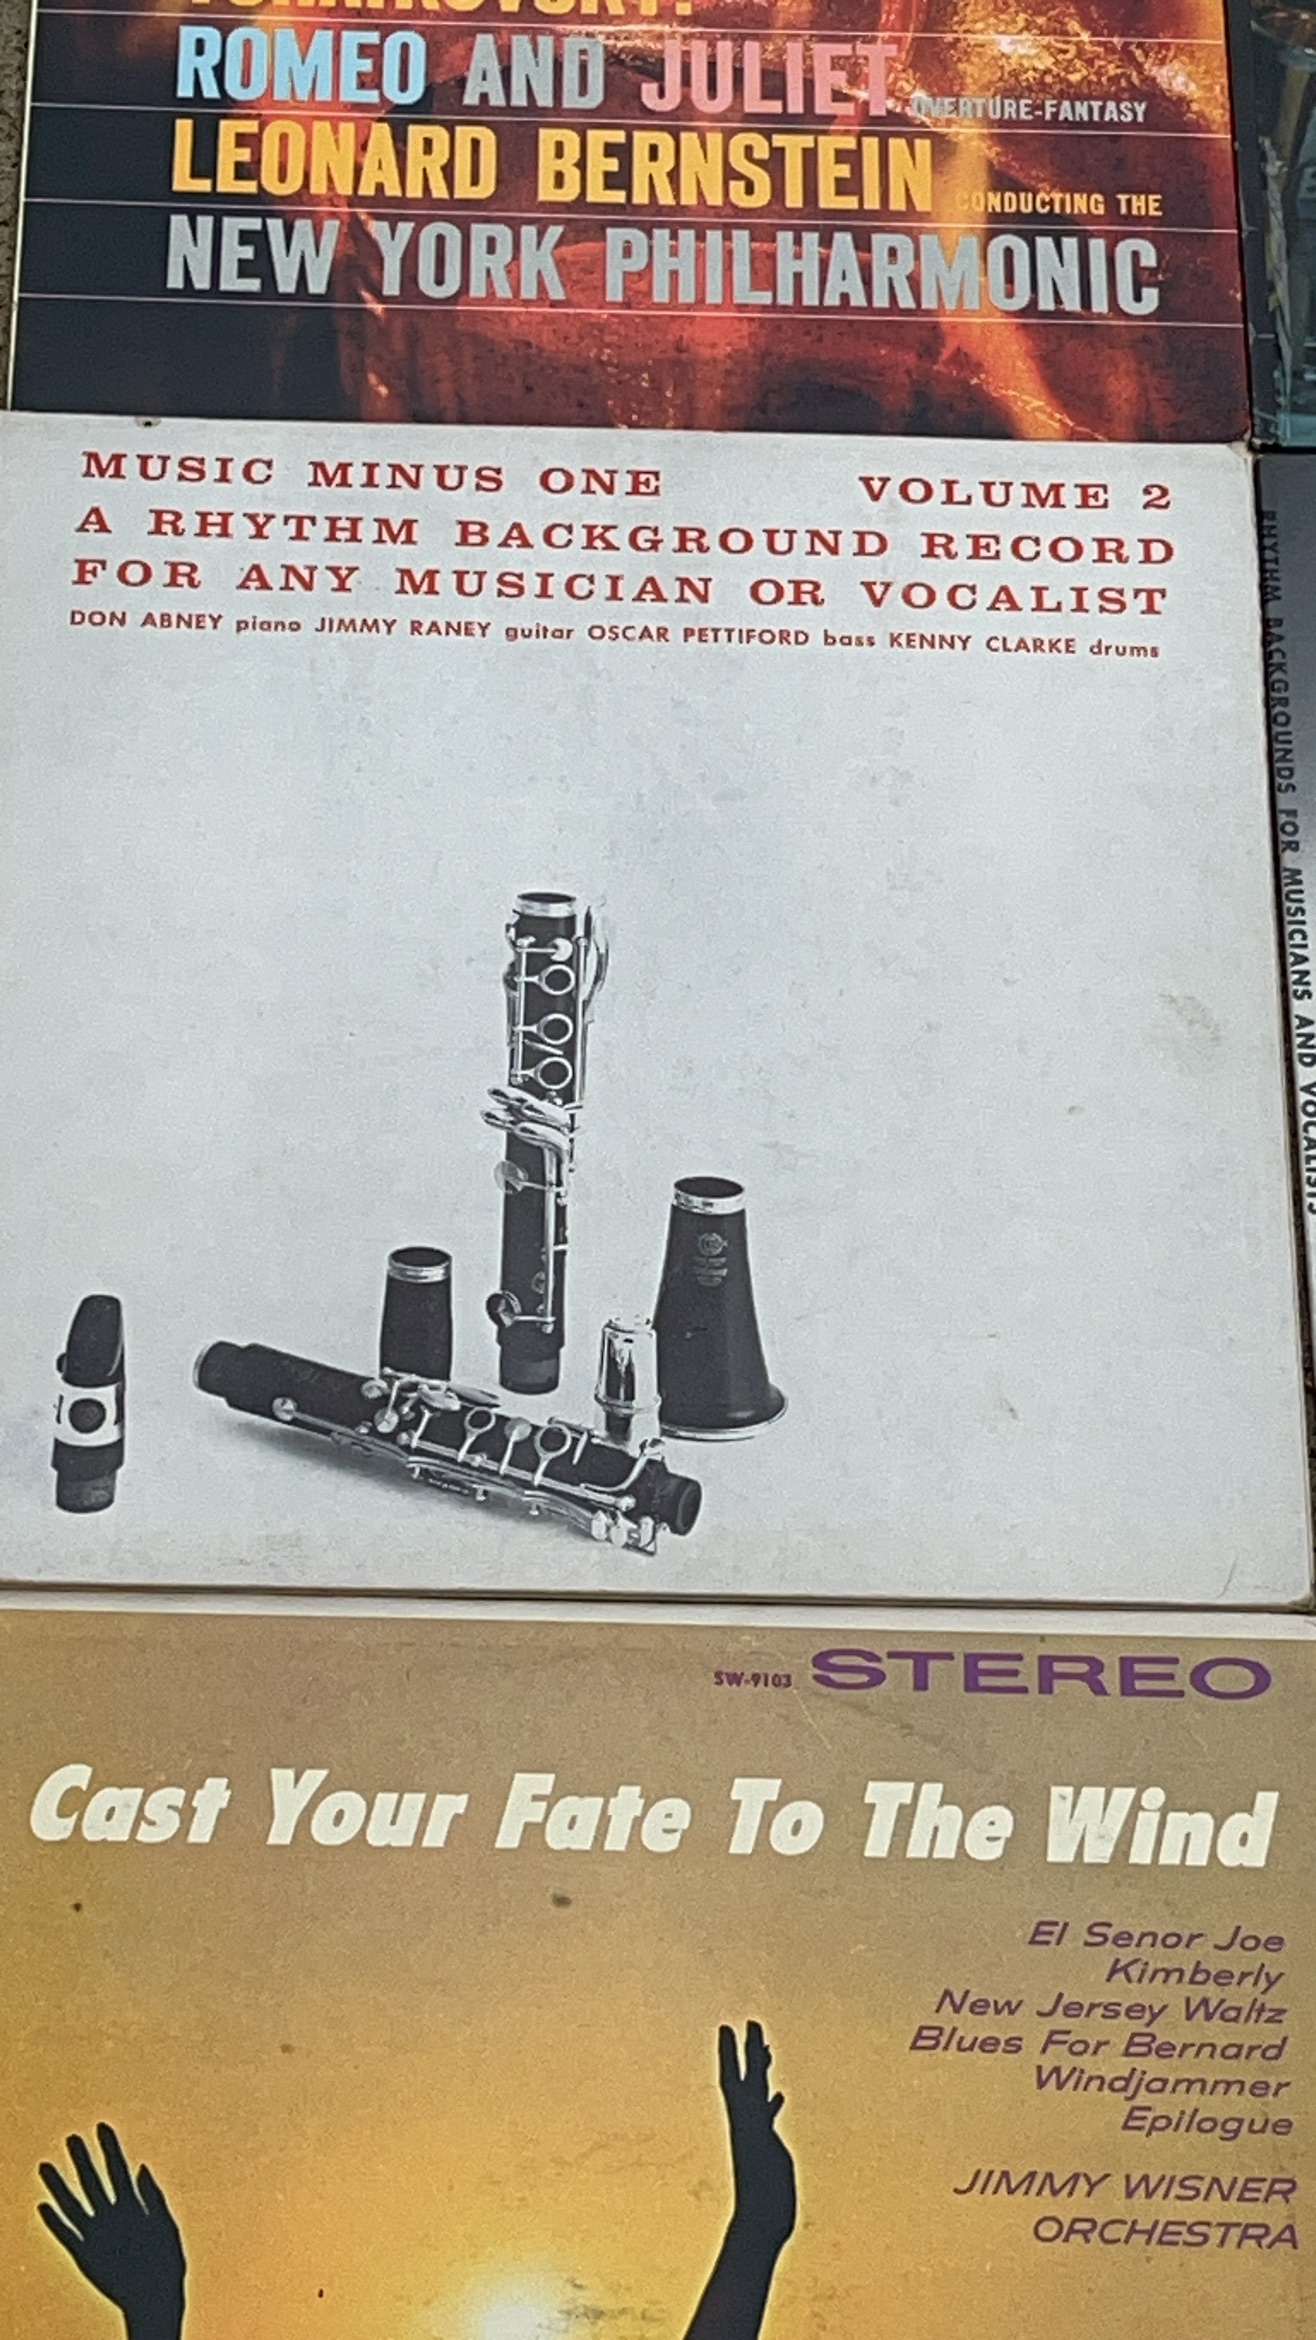 TCHAIKOVSKY:
ROMEO AND JULIET OVERTURE-FANTASY
LEONARD BERNSTEIN CONDUCTING THE
NEW YORK PHILHARMONIC
MUSIC MINUS ONE VOLUME 2
A RHYTHM BACKGROUND RECORD
FOR ANY MUSICIAN OR VOCALIST
DON ABNEY piano JIMMY RANEY guitar OSCAR PETTIFORD bass KENNY CLARKE drums
RHYTHM BACKGROUNDS FOR MUSICIANS AND VOCALISTS
SW-9103 STEREO
Cast Your Fate To The Wind
El Senor Joe
Kimberly
New Jersey Waltz
Blues For Bernard
Windjammer
Epilogue
JIMMY WISNER
ORCHESTRA